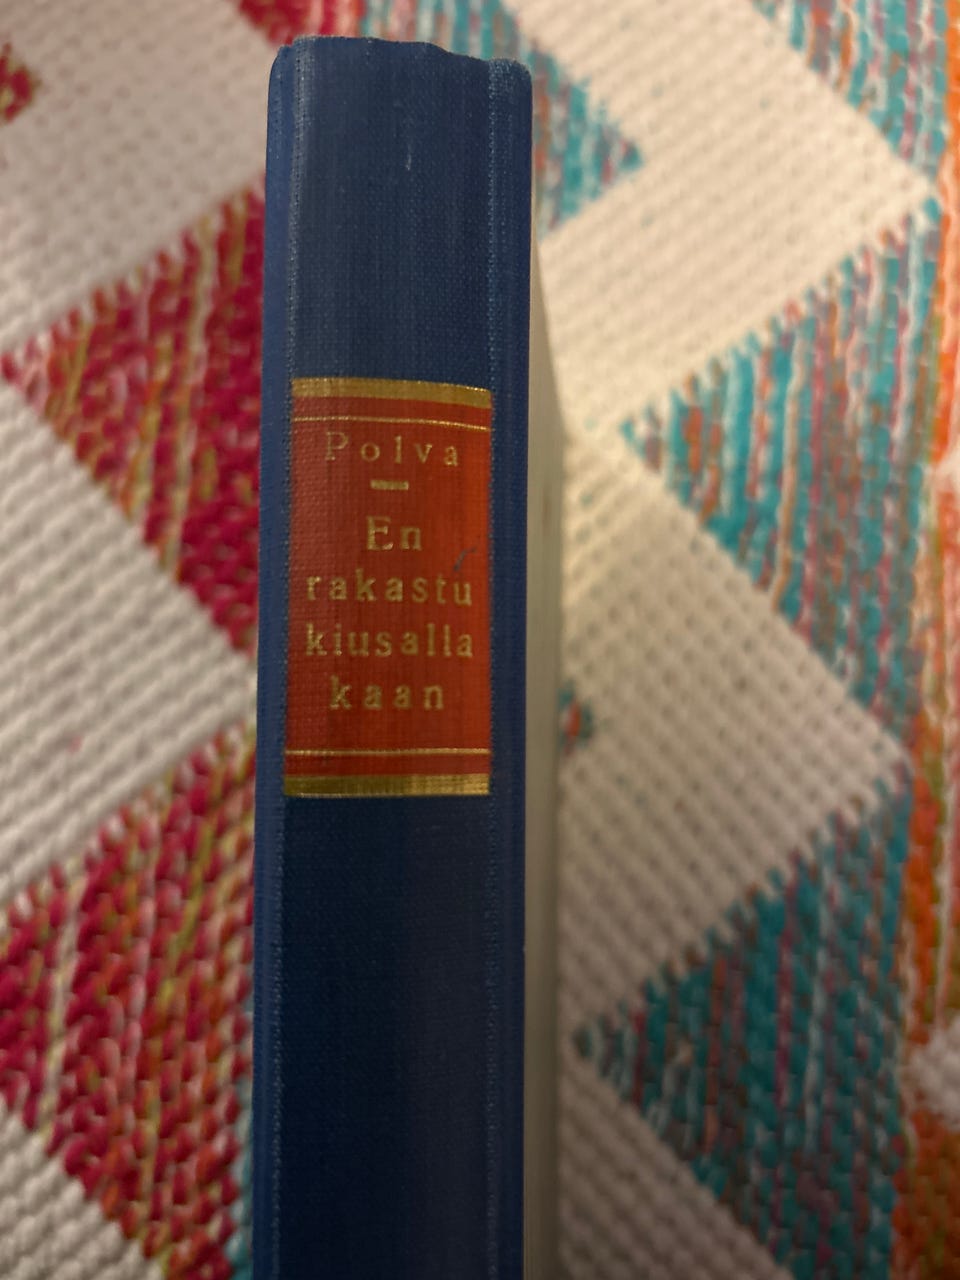 Polva
En
rakastu
kiusalla
kaan